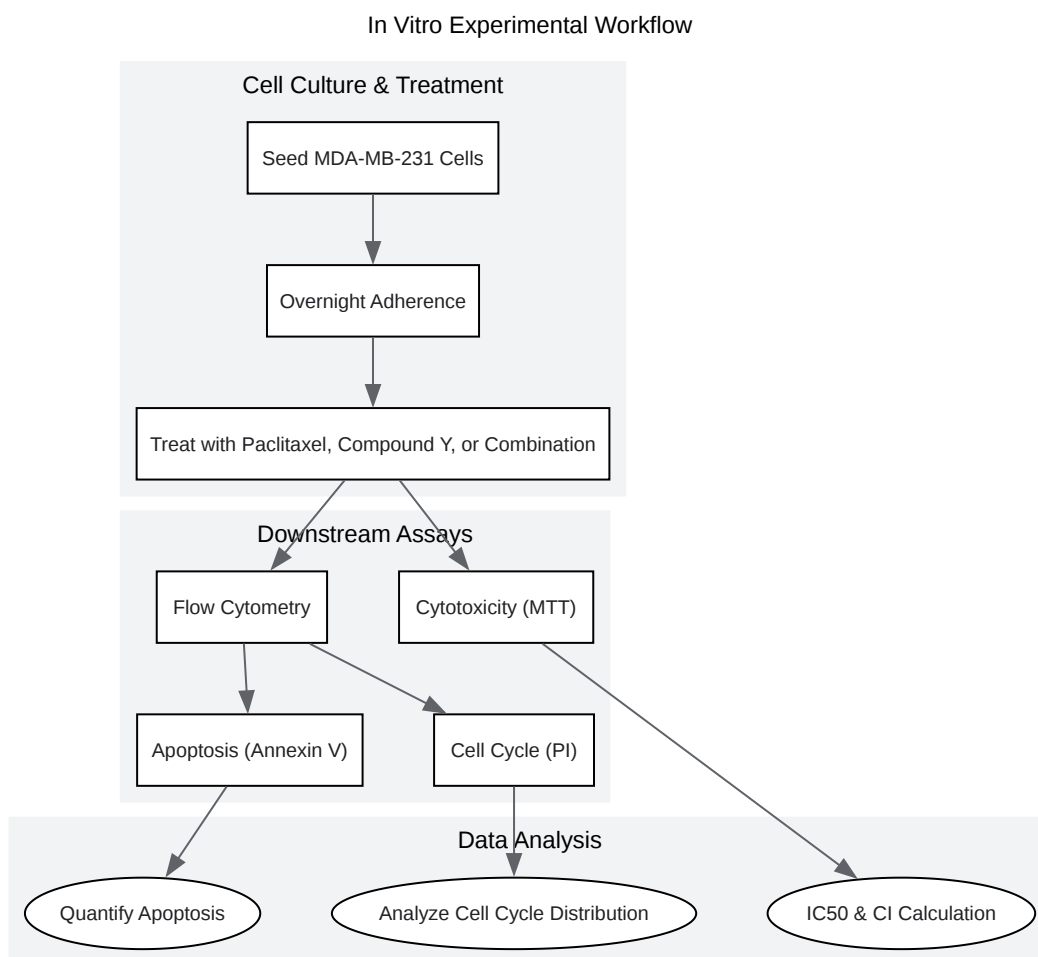 In Vitro Experimental Workflow
Cell Culture & Treatment
Seed MDA-MB-231 Cells
Overnight Adherence
Treat with Paclitaxel, Compound Y, or Combination
Downstream Assays
Flow Cytometry
Cytotoxicity (MTT)
Apoptosis (Annexin V)
Cell Cycle (PI)
Data Analysis
Quantify Apoptosis
Analyze Cell Cycle Distribution
IC50 & CI Calculation